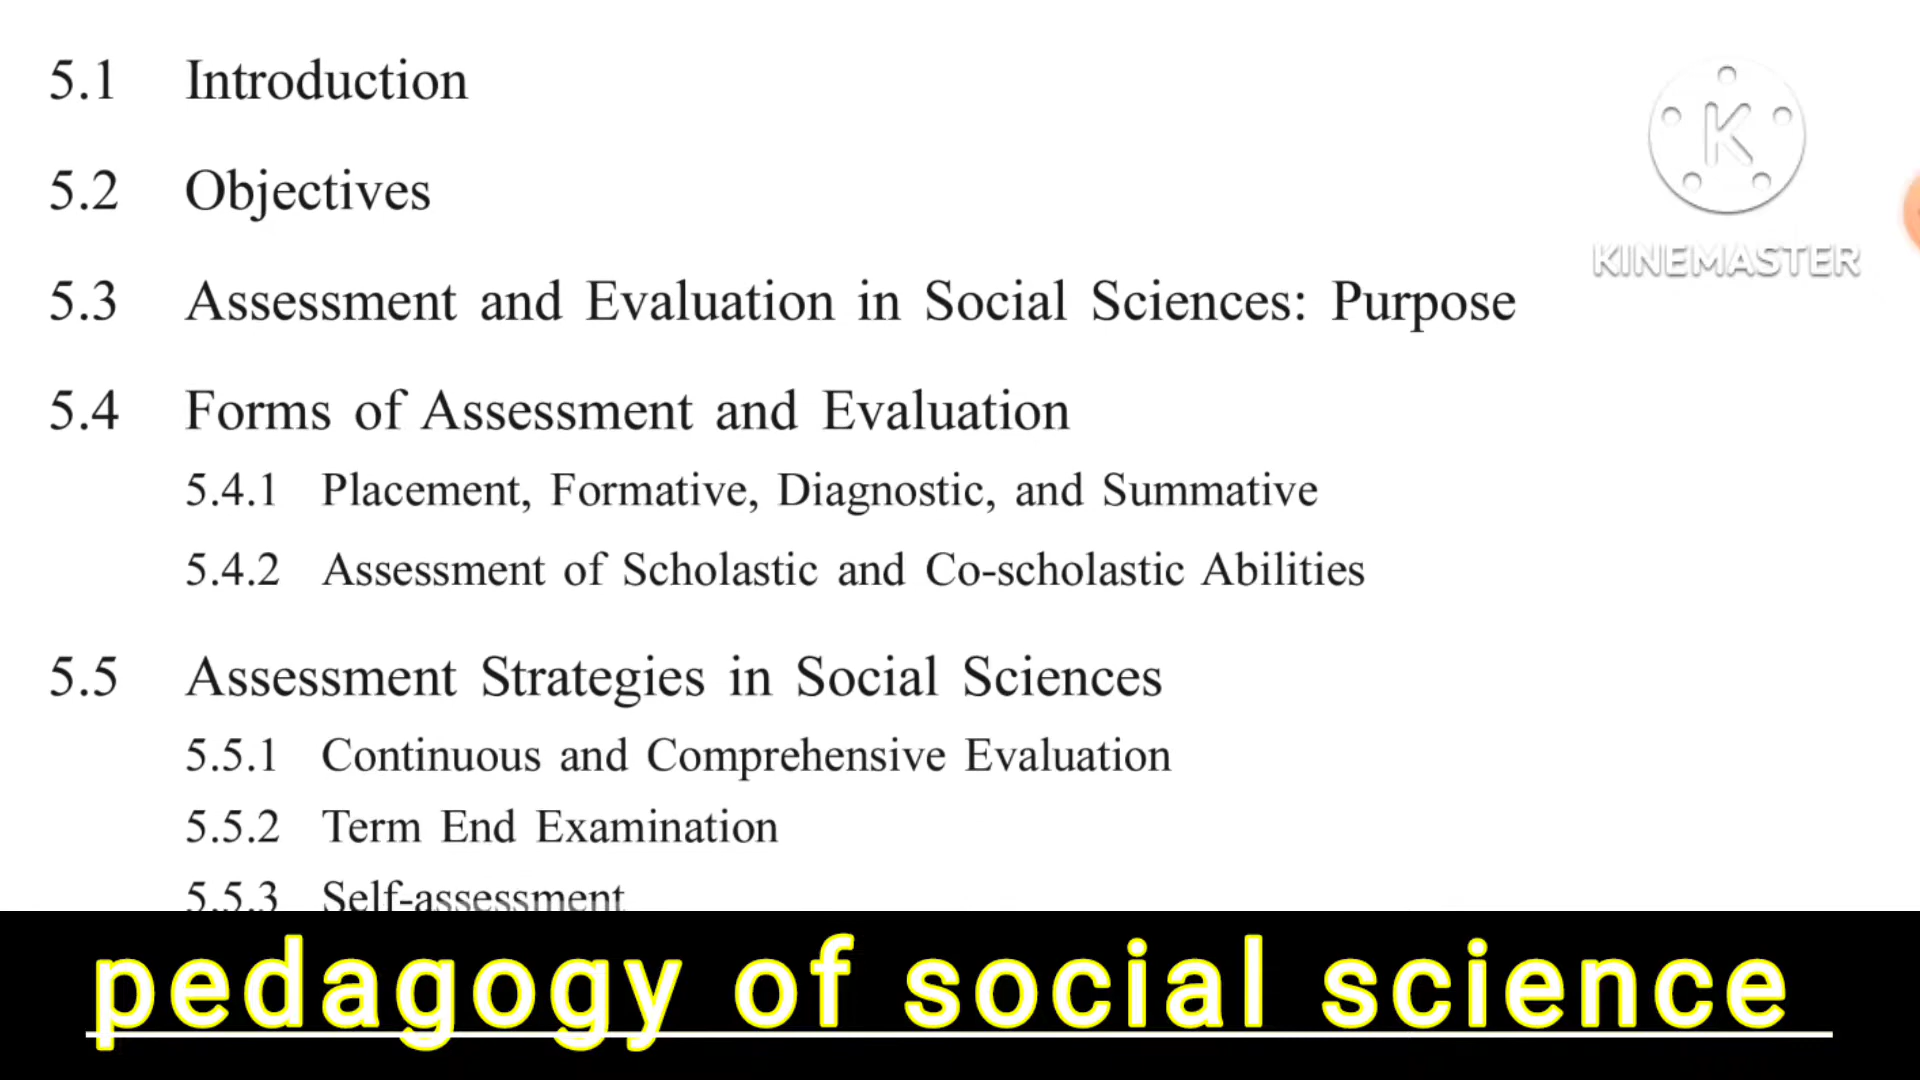 5.1 Introduction
5.2 Objectives
5.3 Assessment and Evaluation in Social Sciences: Purpose
5.4 Forms of Assessment and Evaluation
5.4.1 Placement, Formative, Diagnostic, and Summative
5.4.2 Assessment of Scholastic and Co-scholastic Abilities
5.5 Assessment Strategies in Social Sciences
5.5.1 Continuous and Comprehensive Evaluation
5.5.2 Term End Examination
5.5.3 Self-assessment
K
KINEMASTER
pedagogy of social science